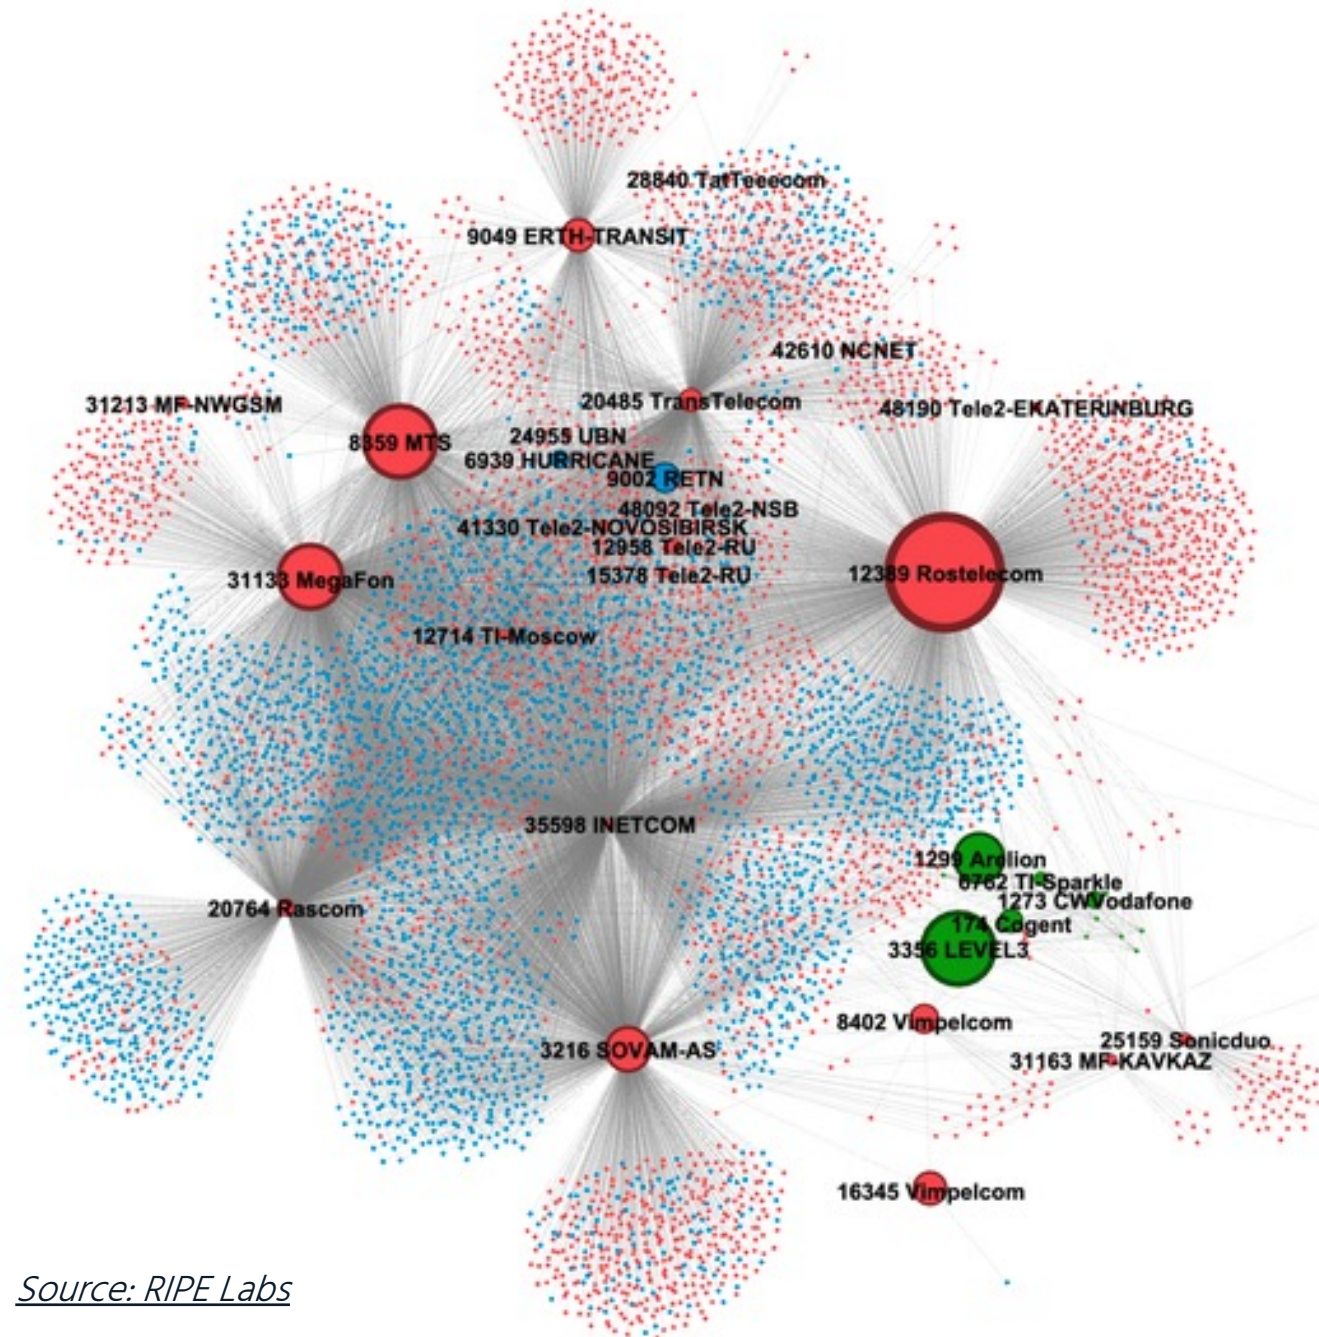 28840 TatTeeecom
9049 ERTH-TRANSIT
42610 NCNET
20485 TransTelecom
31213 MF-NWGSM
48190 Tele2-EKATERINBURG
24955 UBN
8359 MTS
6939 HURRICANE
9002 RETN
48092 Tele2-NSB
41330 Tele2-NOVOSIBIRSK
12958 Tele2-RU
15378 Tele2-RU
12389 Rostelecom
31133 MegaFon
12714 TI-Moscow
35598 INETCOM
1299 Arelion
6762 TI-Sparkle
1273 CWVodafone
20764 Rascom
174 Cogent
3356 LEVEL3
8402 Vimpelcom
25159 Sonicduo
3216 SOVAM-AS
31163 MF-KAVKAZ
16345 Vimpelcom
Source: RIPE Labs